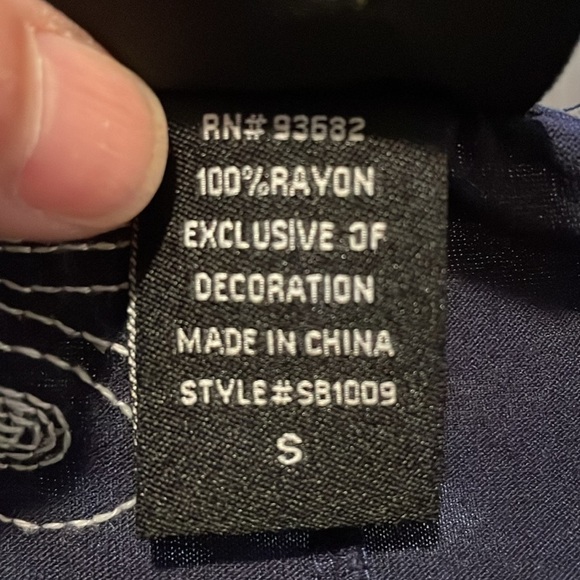 RN# 93682
100%RAYON
EXCLUSIVE OF
DECORATION
MADE IN CHINA
STYLE#SB1009
S